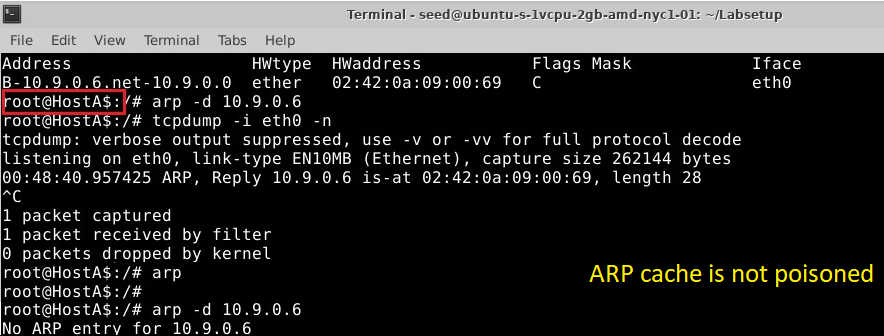 Terminal - seed@ubuntu-s-1vcpu-2gb-amd-nyc1-01: ~/Labsetup
File Edit View Terminal Tabs Help
Address HWtype HWaddress Flags Mask Iface
B-10.9.0.6.net-10.9.0.0 ether 02:42:0a:09:00:69 C eth0
root@HostA$:/# arp -d 10.9.0.6
root@HostA$:/# tcpdump -i eth0 -n
tcpdump: verbose output suppressed, use -v or -vv for full protocol decode
listening on eth0, link-type EN10MB (Ethernet), capture size 262144 bytes
00:48:40.957425 ARP, Reply 10.9.0.6 is-at 02:42:0a:09:00:69, length 28
^C
1 packet captured
1 packet received by filter
0 packets dropped by kernel
root@HostA$:/# arp
ARP cache is not poisoned
root@HostA$:/#
root@HostA$:/# arp -d 10.9.0.6
No ARP entry for 10.9.0.6